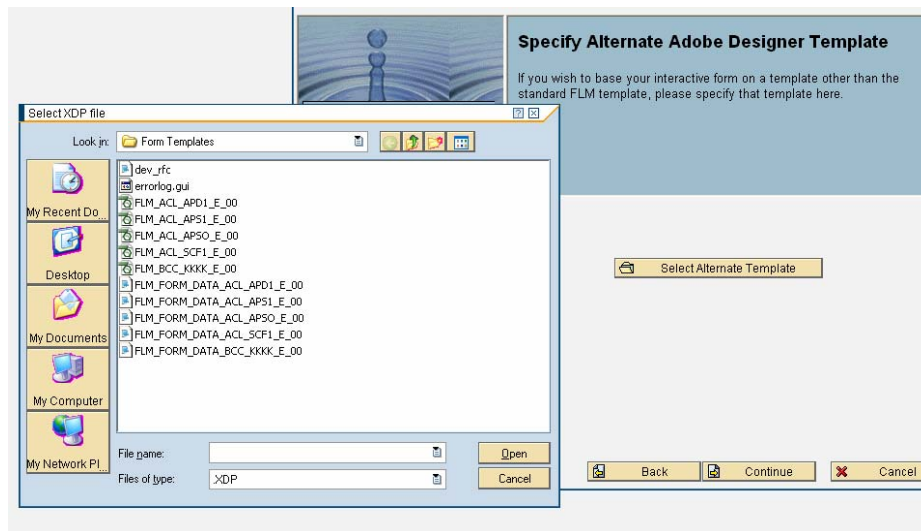 Specify Alternate Adobe Designer Template
If you wish to base your interactive form on a template other than the
standard FLM template, please specify that template here.
Select XDP file
Look in:
Form Templates
My Recent Do...
Desktop
My Documents
My Computer
My Network Pl...
dev_rfc
errorlog.gui
FLM_ACL_APD1_E_00
FLM_ACL_APS1_E_00
FLM_ACL_APSO_E_00
FLM_ACL_SCF1_E_00
FLM_BCC_KKKK_E_00
FLM_FORM_DATA_ACL_APD1_E_00
FLM_FORM_DATA_ACL_APS1_E_00
FLM_FORM_DATA_ACL_APSO_E_00
FLM_FORM_DATA_ACL_SCF1_E_00
FLM_FORM_DATA_BCC_KKKK_E_00
File name:
Open
Files of type:
.XDP
Cancel
Select Alternate Template
Back
Continue
Cancel